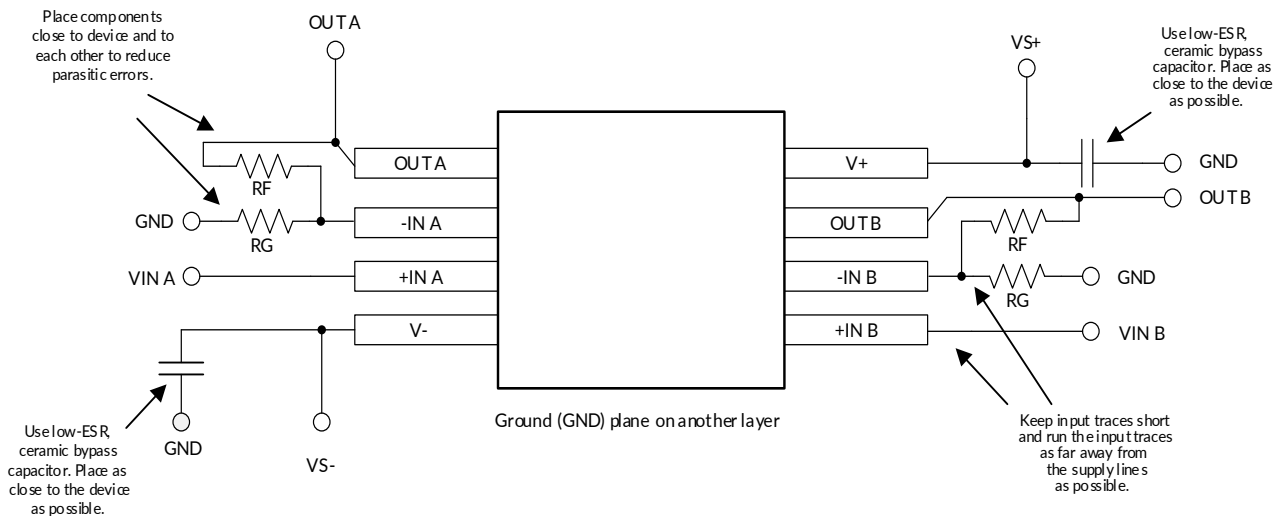 Place components
close to device and to
each other to reduce
parasitic errors.
OUT A
VS+
Use low-ESR,
ceramic bypass
capacitor. Place as
close to the device
as possible.
OUT A
V+
GND
RF
OUT B
OUT B
GND
-IN A
RF
RG
VIN A
+IN A
-IN B
GND
RG
V-
+IN B
VIN B
Ground (GND) plane on another layer
Keep input traces short
and run the input traces
as far away from
the supply lines
as possible.
Use low-ESR,
ceramic bypass
capacitor. Place as
close to the device
as possible.
GND
VS-